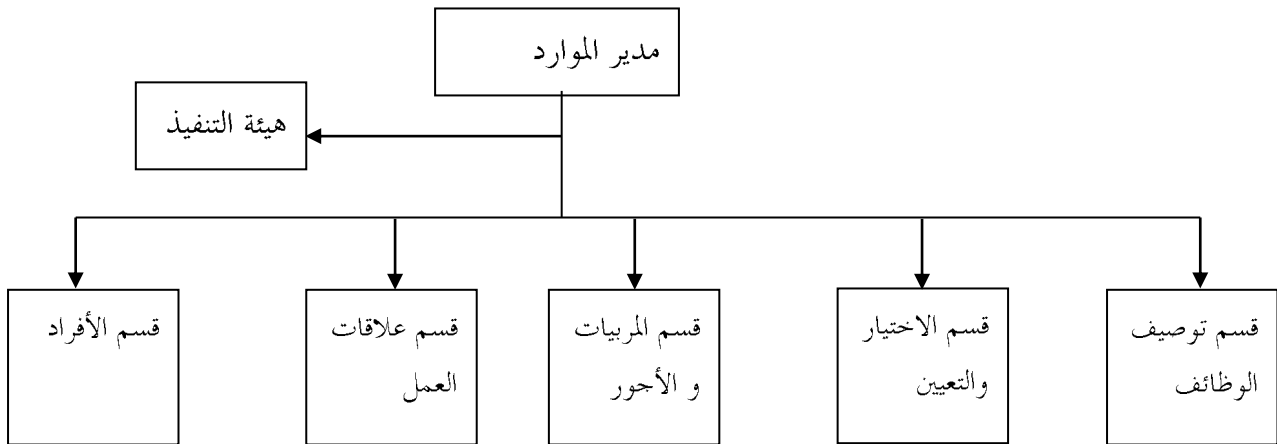 مدير الموارد
هيئة التنفيذ
قسم توصيف
الوظائف
قسم الاختيار
والتعيين
قسم المربيات
و الأجور
قسم علاقات
العمل
قسم الأفراد